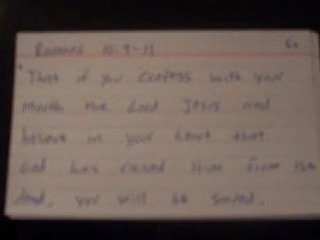 Romans 10:9-13
"That if you confess with your
mouth the Lord Jesus and
believe in your heart that
God has raised Him from the
dead, you will be saved.